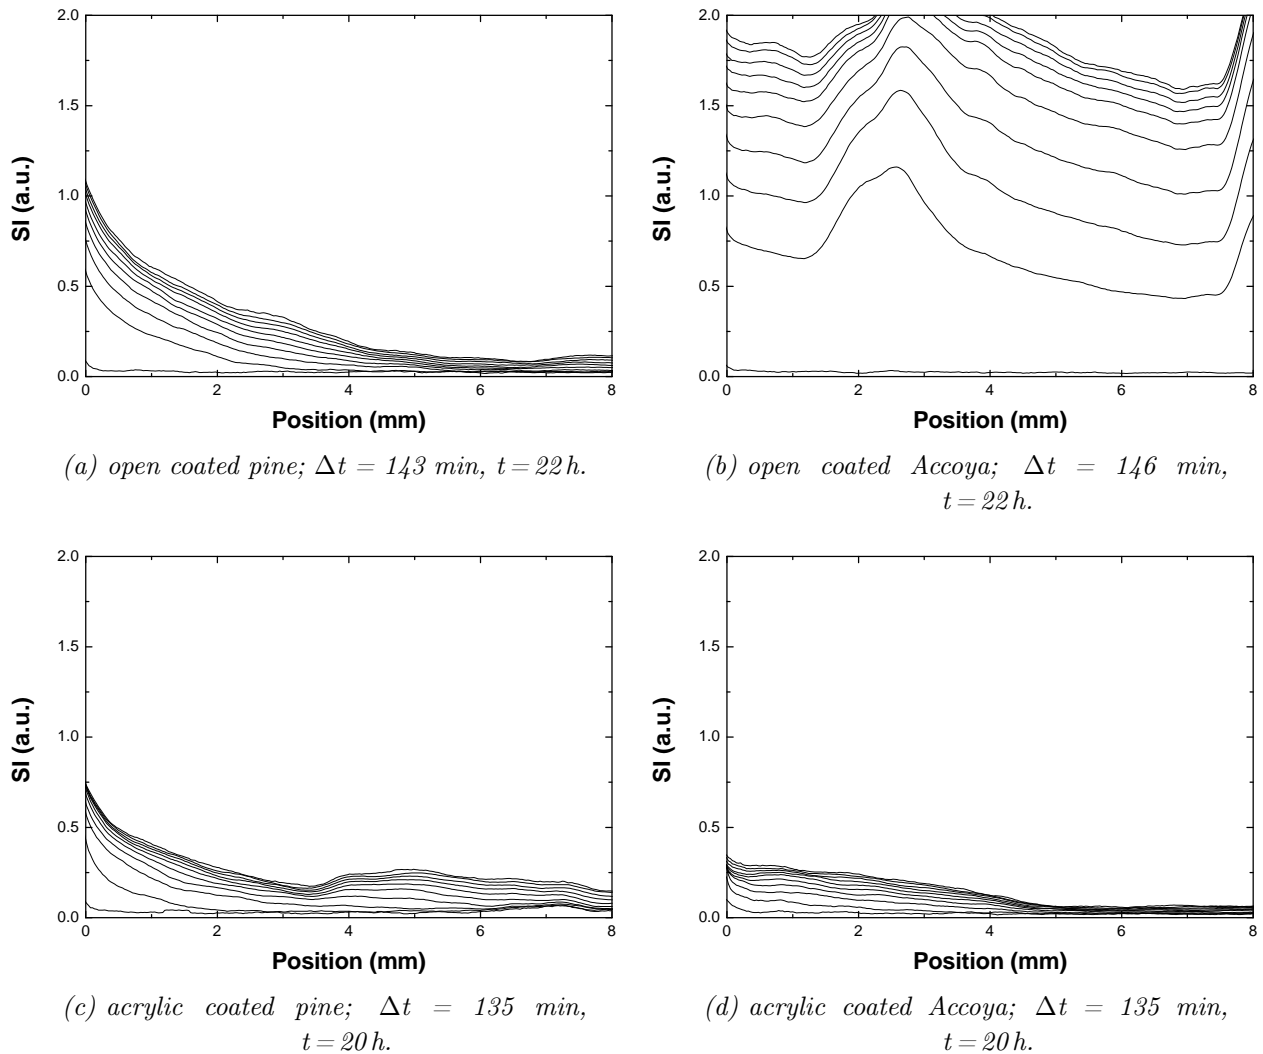 2.0
1.5
1.0
0.5
0.0
SI (a.u.)
0 2 4 6 8
Position (mm)
(a) open coated pine; Δt = 143 min, t = 22 h.
2.0
1.5
1.0
0.5
0.0
SI (a.u.)
0 2 4 6 8
Position (mm)
(b) open coated Accoya; Δt = 146 min,
t = 22 h.
2.0
1.5
1.0
0.5
0.0
SI (a.u.)
0 2 4 6 8
Position (mm)
(c) acrylic coated pine; Δt = 135 min,
t = 20 h.
2.0
1.5
1.0
0.5
0.0
SI (a.u.)
0 2 4 6 8
Position (mm)
(d) acrylic coated Accoya; Δt = 135 min,
t = 20 h.